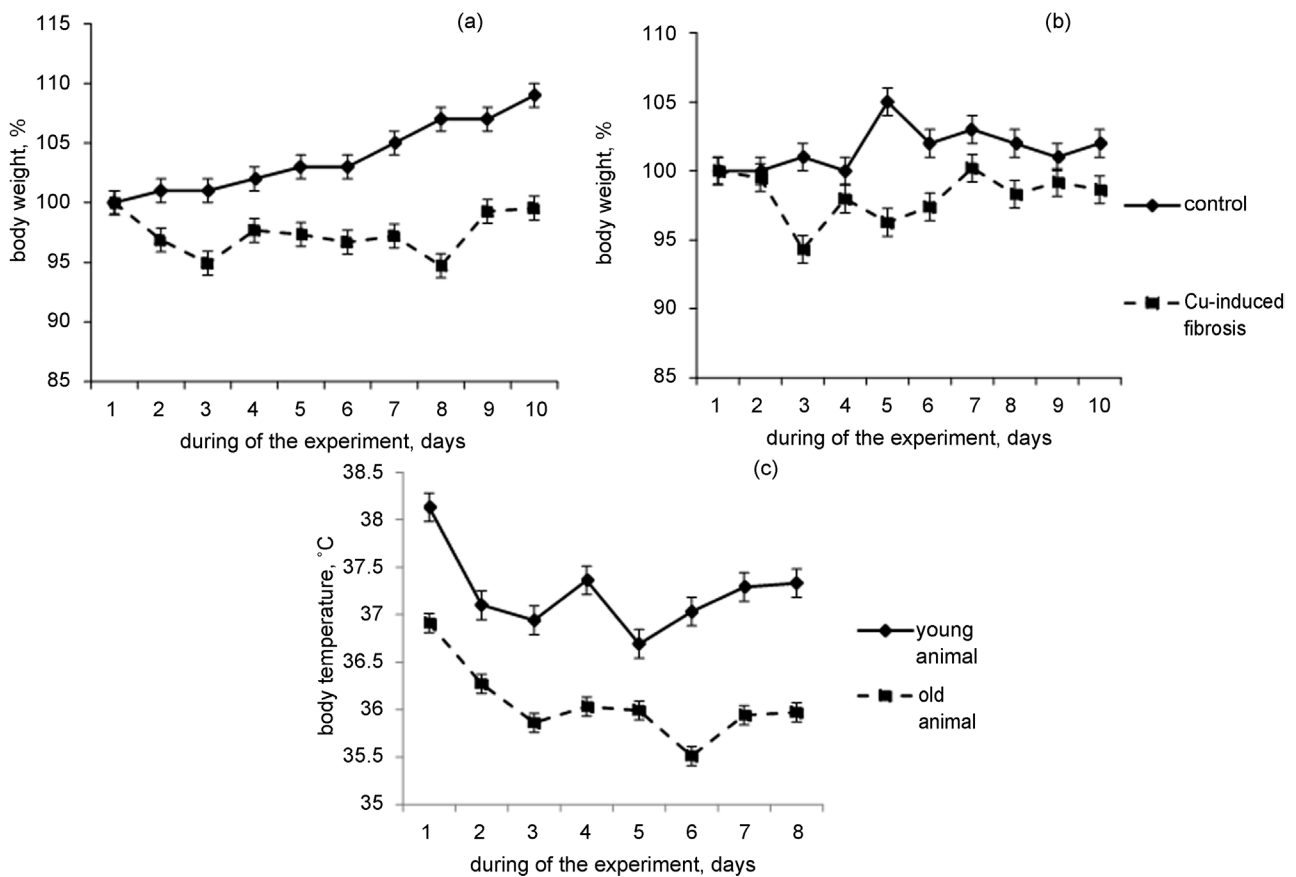 (a)
body weight, %
115
110
105
100
95
90
85
1 2 3 4 5 6 7 8 9 10
during of the experiment, days
(b)
body weight, %
110
105
100
95
90
85
1 2 3 4 5 6 7 8 9 10
during of the experiment, days
control
Cu-induced
fibrosis
(c)
body temperature, °C
38.5
38
37.5
37
36.5
36
35.5
35
1 2 3 4 5 6 7 8
during of the experiment, days
young
animal
old
animal